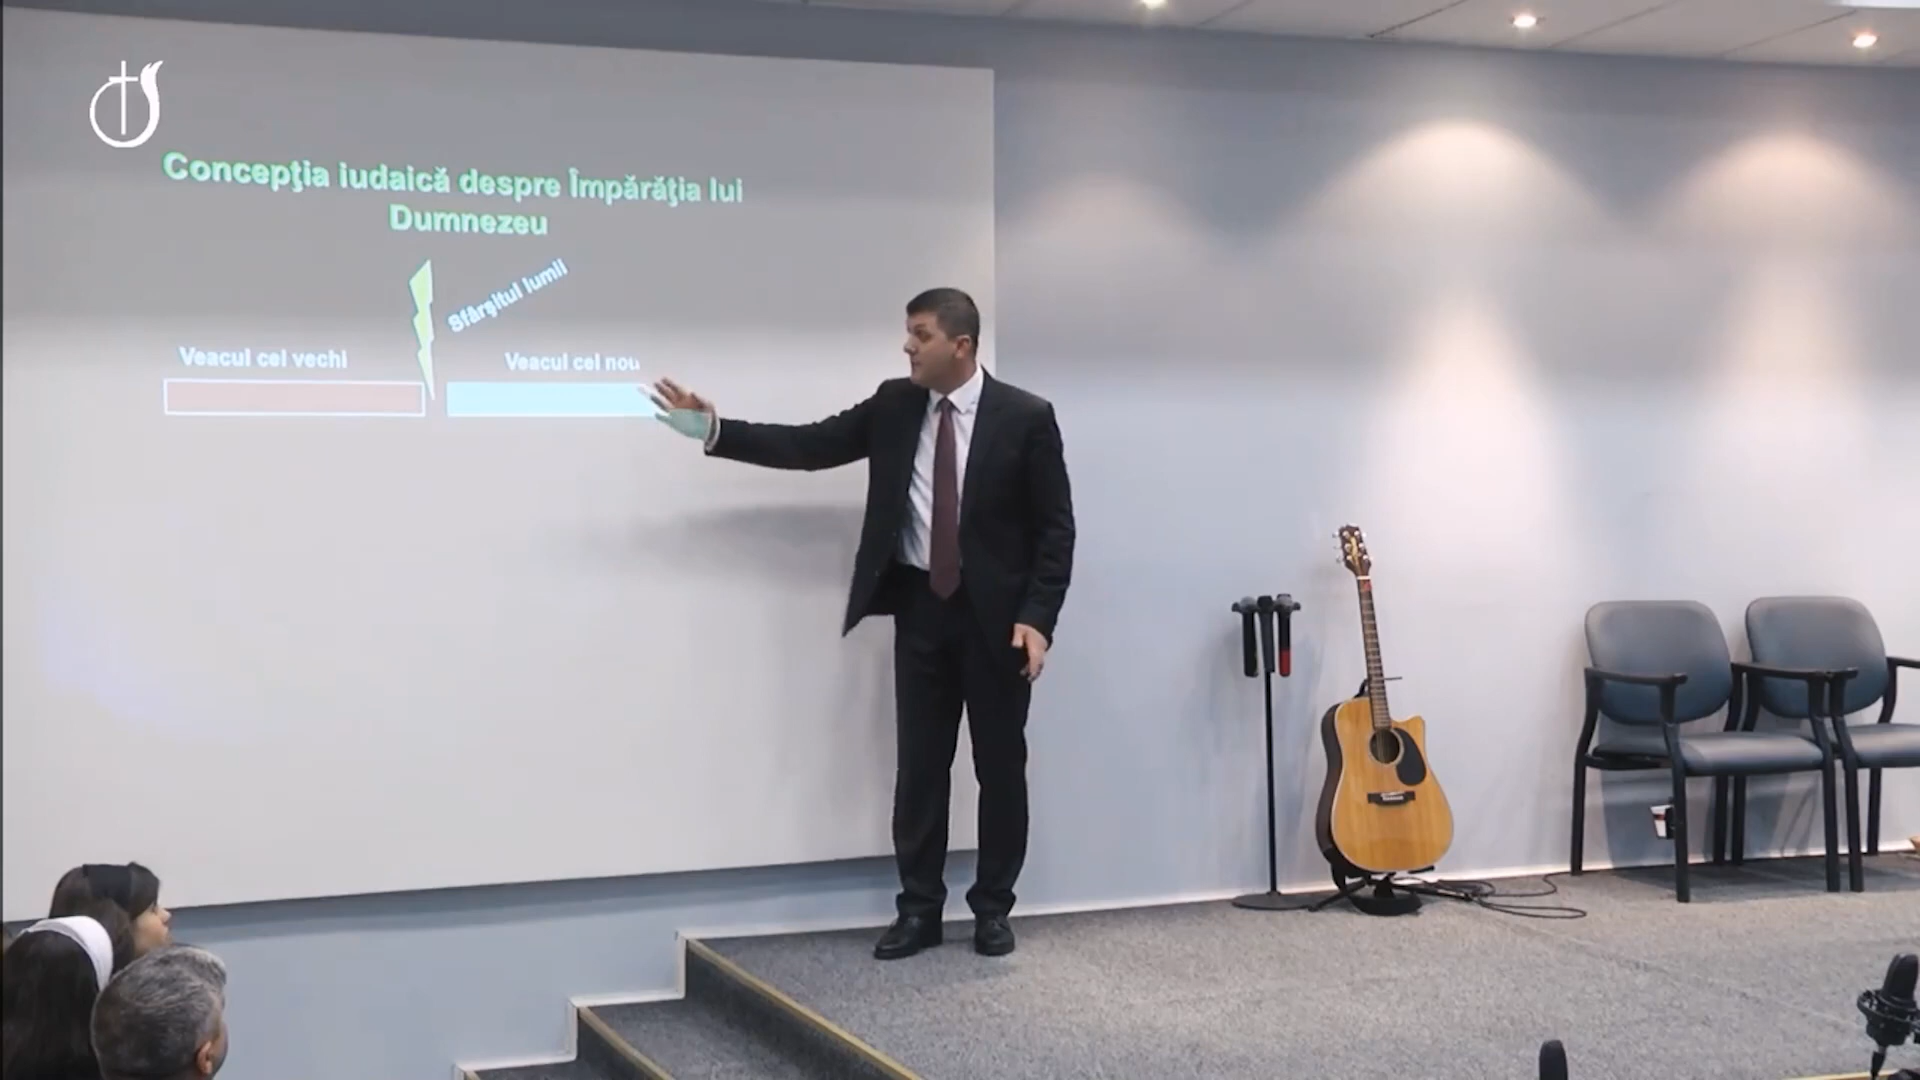 Concepţia iudaică despre Împărăţia lui
Dumnezeu
Sfârşitul lumii
Veacul cel vechi
Veacul cel nou